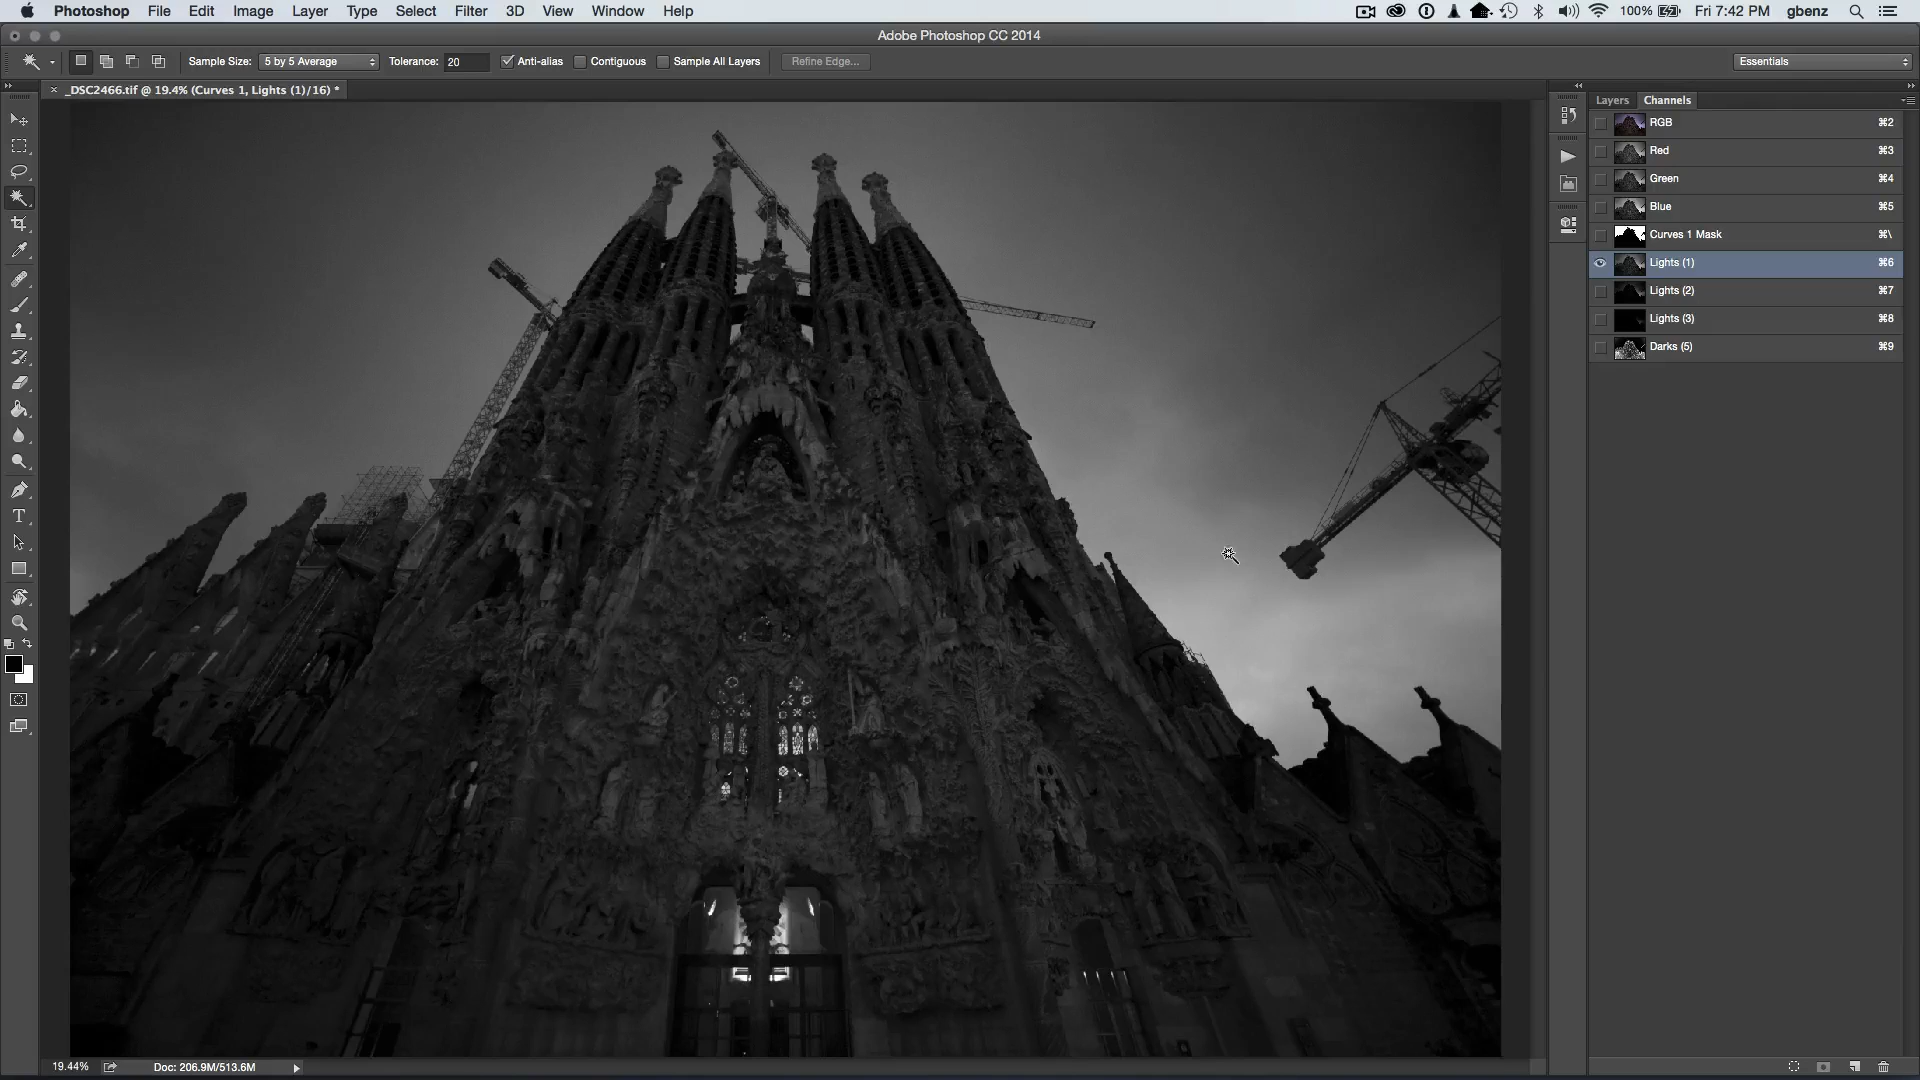 Photoshop File Edit Image Layer Type Select Filter 3D View Window Help 100% Fri 7:42 PM gbenz
Adobe Photoshop CC 2014
Sample Size: 5 by 5 Average Tolerance: 20 Anti-alias Contiguous Sample All Layers Refine Edge... Essentials
_DSC2466.tif @ 19.4% (Curves 1, Lights (1)/16) *
Layers Channels
RGB ⌘2
Red ⌘3
Green ⌘4
Blue ⌘5
Curves 1 Mask ⌘\
Lights (1) ⌘6
Lights (2) ⌘7
Lights (3) ⌘8
Darks (5) ⌘9
19.44% Doc: 206.9M/513.6M